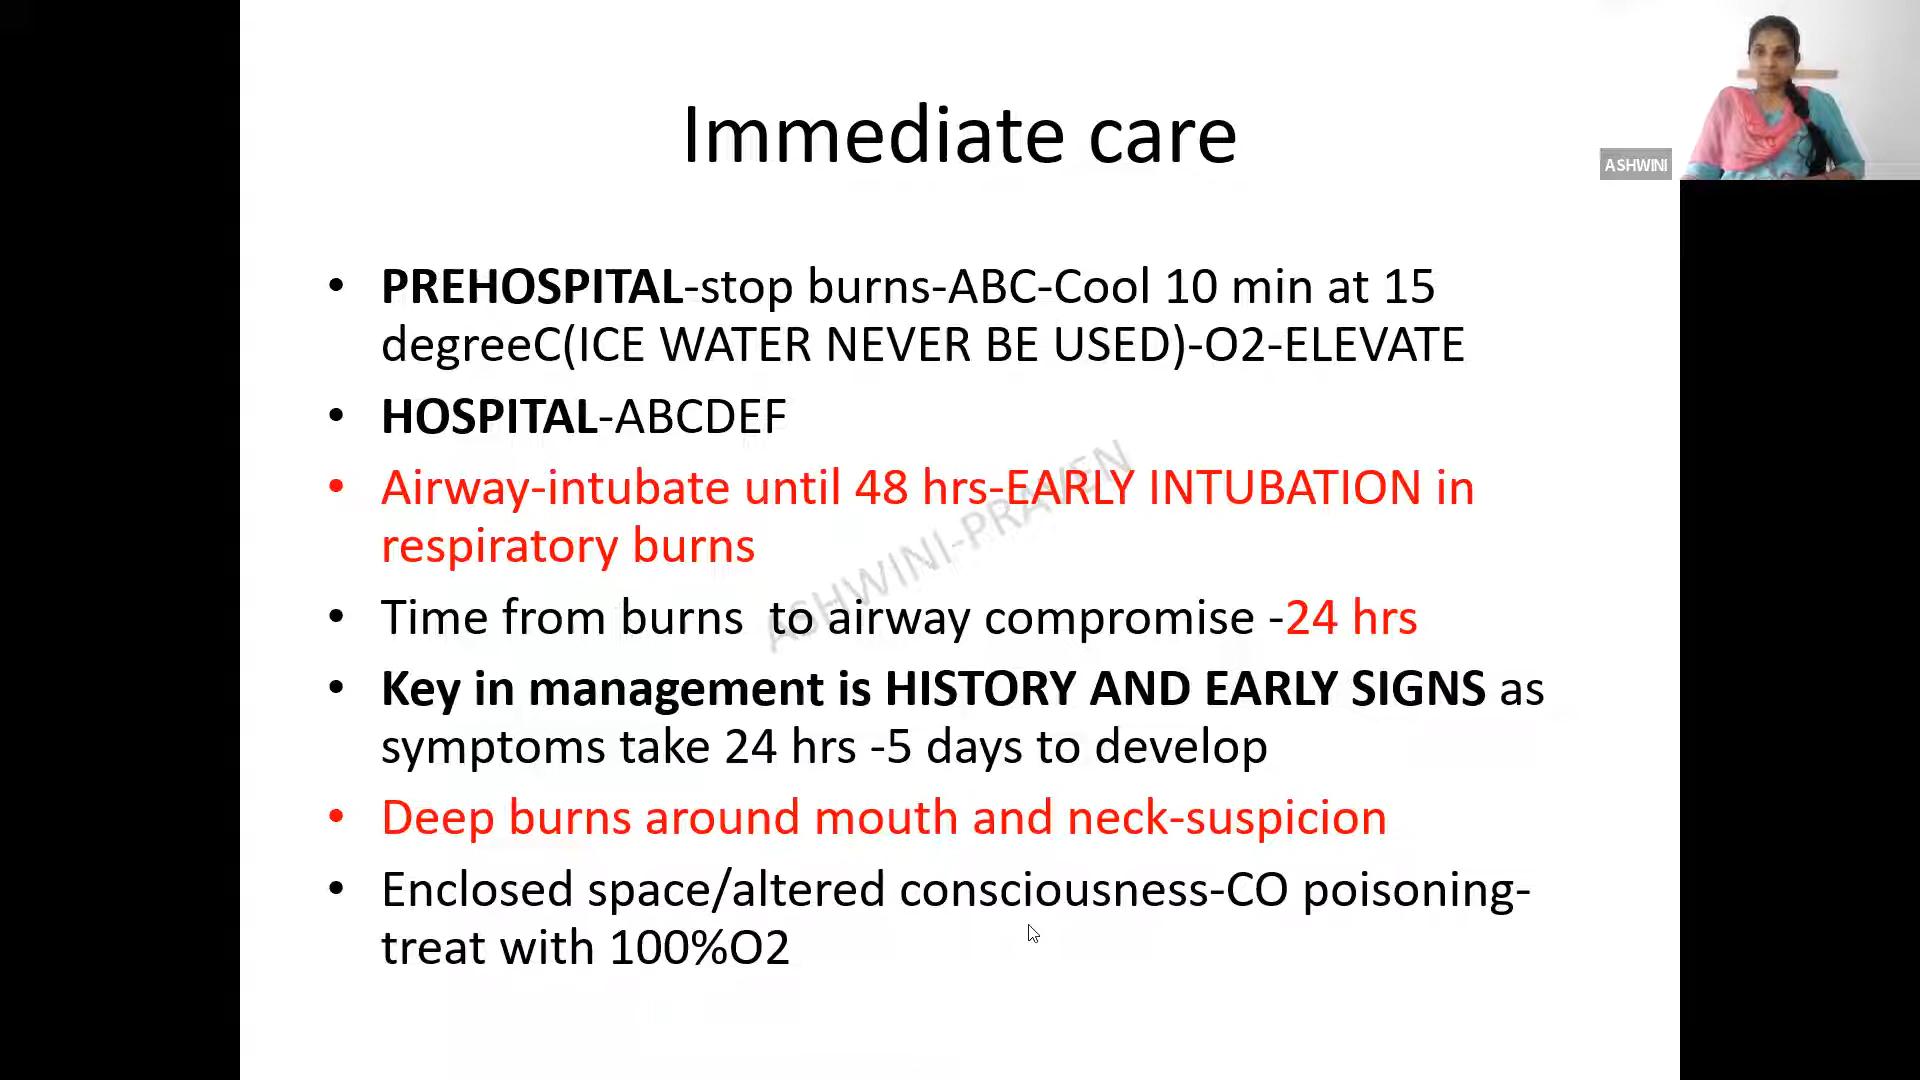 Immediate care
ASHWINI
• PREHOSPITAL-stop burns-ABC-Cool 10 min at 15
degreeC(ICE WATER NEVER BE USED)-O2-ELEVATE
• HOSPITAL-ABCDEF
• Airway-intubate until 48 hrs-EARLY INTUBATION in
respiratory burns
• Time from burns  to airway compromise -24 hrs
• Key in management is HISTORY AND EARLY SIGNS as
symptoms take 24 hrs -5 days to develop
• Deep burns around mouth and neck-suspicion
• Enclosed space/altered consciousness-CO poisoning-
treat with 100%O2
ASHWINI-PRAVEN